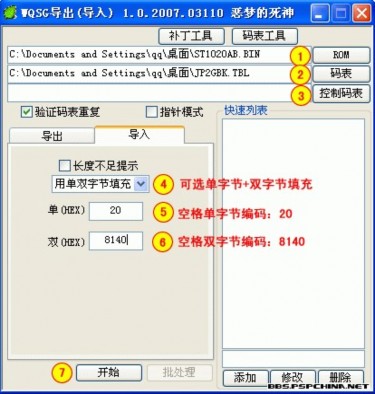 WQSG导出(导入) 1.0.2007.03110 恶梦的死神
补丁工具 码表工具
C:\Documents and Settings\qq\桌面\ST1020AB.BIN 1 ROM
C:\Documents and Settings\qq\桌面\JP2GBK.TBL 2 码表
3 控制码表
验证码表重复 指针模式 快速列表
导出 导入
长度不足提示
用单双字节填充 4 可选单字节+双字节填充
单(HEX) 20 5 空格单字节编码：20
双(HEX) 8140 6 空格双字节编码：8140
7 开始 批处理
添加 修改 删除
BBS.PSPCHINA.NET